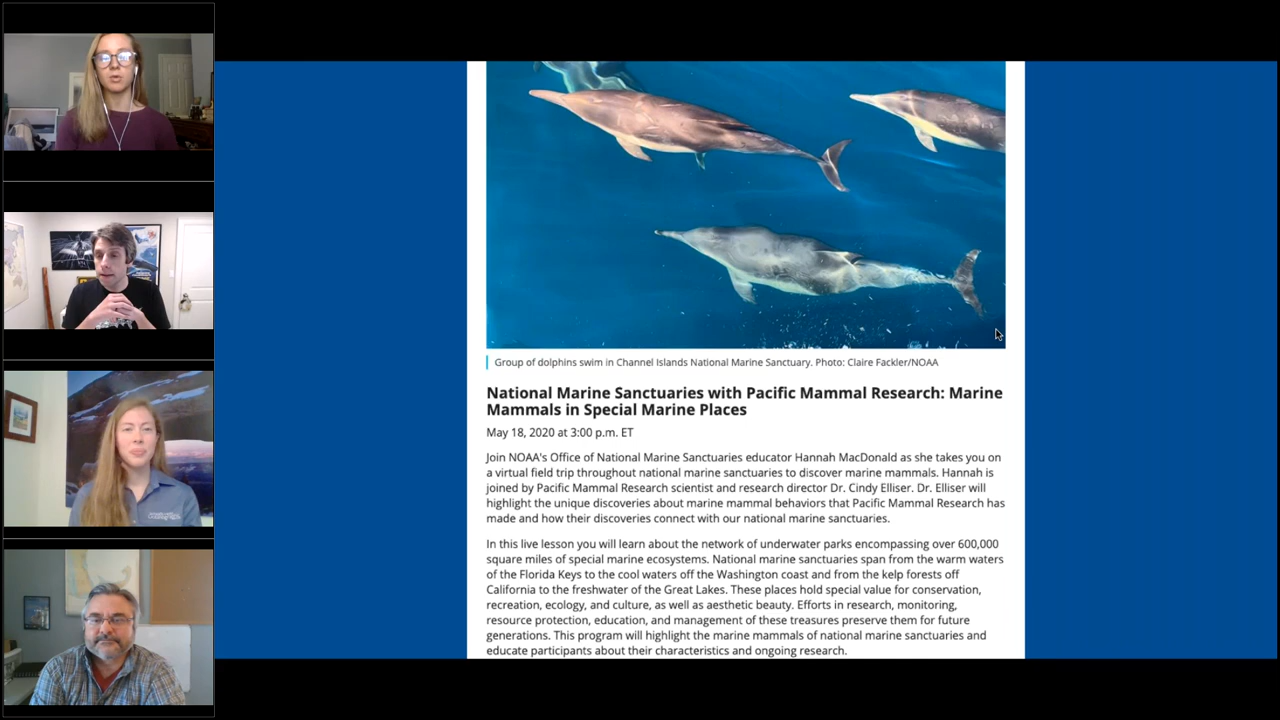 Group of dolphins swim in Channel Islands National Marine Sanctuary. Photo: Claire Fackler/NOAA
National Marine Sanctuaries with Pacific Mammal Research: Marine
Mammals in Special Marine Places
May 18, 2020 at 3:00 p.m. ET
Join NOAA's Office of National Marine Sanctuaries educator Hannah MacDonald as she takes you on
a virtual field trip throughout national marine sanctuaries to discover marine mammals. Hannah is
joined by Pacific Mammal Research scientist and research director Dr. Cindy Elliser. Dr. Elliser will
highlight the unique discoveries about marine mammal behaviors that Pacific Mammal Research has
made and how their discoveries connect with our national marine sanctuaries.
In this live lesson you will learn about the network of underwater parks encompassing over 600,000
square miles of special marine ecosystems. National marine sanctuaries span from the warm waters
of the Florida Keys to the cool waters off the Washington coast and from the kelp forests off
California to the freshwater of the Great Lakes. These places hold special value for conservation,
recreation, ecology, and culture, as well as aesthetic beauty. Efforts in research, monitoring,
resource protection, education, and management of these treasures preserve them for future
generations. This program will highlight the marine mammals of national marine sanctuaries and
educate participants about their characteristics and ongoing research.